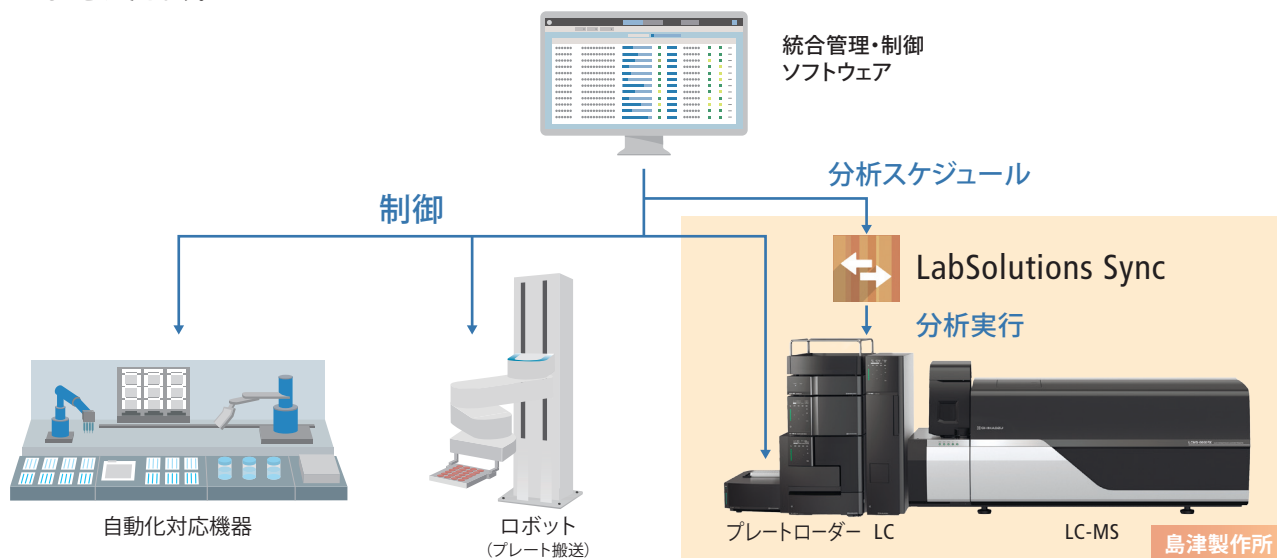 統合管理・制御
ソフトウェア
分析スケジュール
制御
LabSolutions Sync
分析実行
自動化対応機器
ロボット
（プレート搬送）
プレートローダー LC
LC-MS
島津製作所